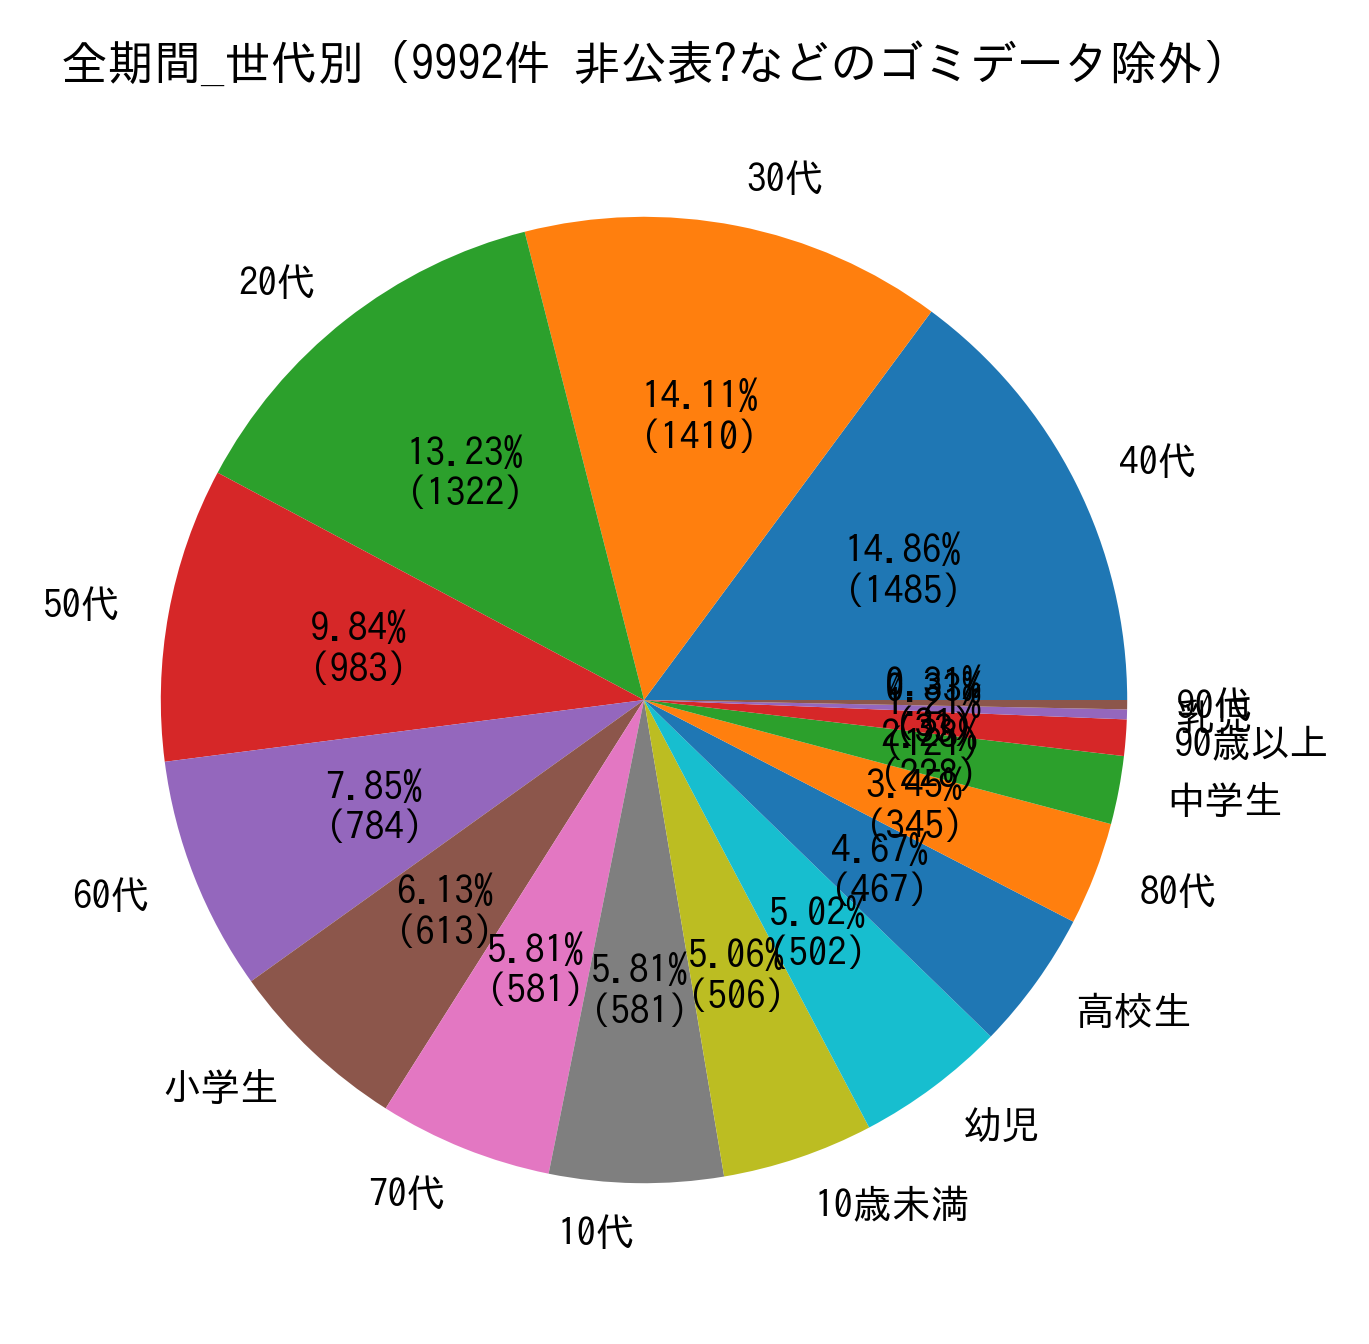 全期間_世代別（9992件 非公表?などのゴミデータ除外）
30代
20代
40代
14.11%
(1410)
13.23%
(1322)
14.86%
(1485)
50代
9.84%
(983)
90代
乳児
90歳以上
中学生
7.85%
(784)
3.45%
(345)
60代
80代
4.67%
(467)
6.13%
(613)
5.02%
(502)
5.81%
(581)
5.81%
(581)
5.06%
(506)
高校生
小学生
幼児
70代
10歳未満
10代